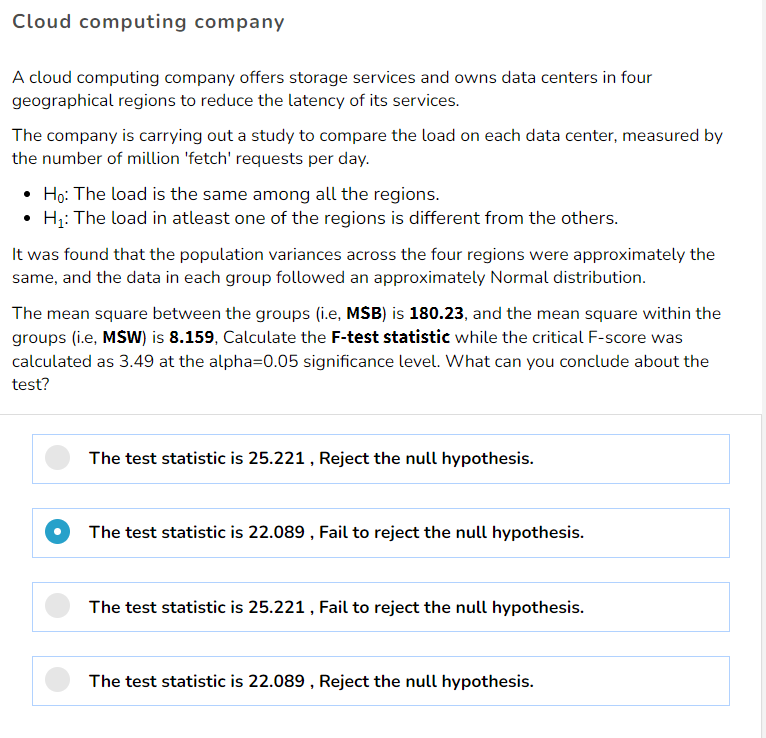 Cloud computing company
A cloud computing company offers storage services and owns data centers in four
geographical regions to reduce the latency of its services.
The company is carrying out a study to compare the load on each data center, measured by
the number of million 'fetch' requests per day.
• H₀: The load is the same among all the regions.
• H₁: The load in atleast one of the regions is different from the others.
It was found that the population variances across the four regions were approximately the
same, and the data in each group followed an approximately Normal distribution.
The mean square between the groups (i.e, MSB) is 180.23, and the mean square within the
groups (i.e, MSW) is 8.159, Calculate the F-test statistic while the critical F-score was
calculated as 3.49 at the alpha=0.05 significance level. What can you conclude about the
test?
The test statistic is 25.221 , Reject the null hypothesis.
The test statistic is 22.089 , Fail to reject the null hypothesis.
The test statistic is 25.221 , Fail to reject the null hypothesis.
The test statistic is 22.089 , Reject the null hypothesis.